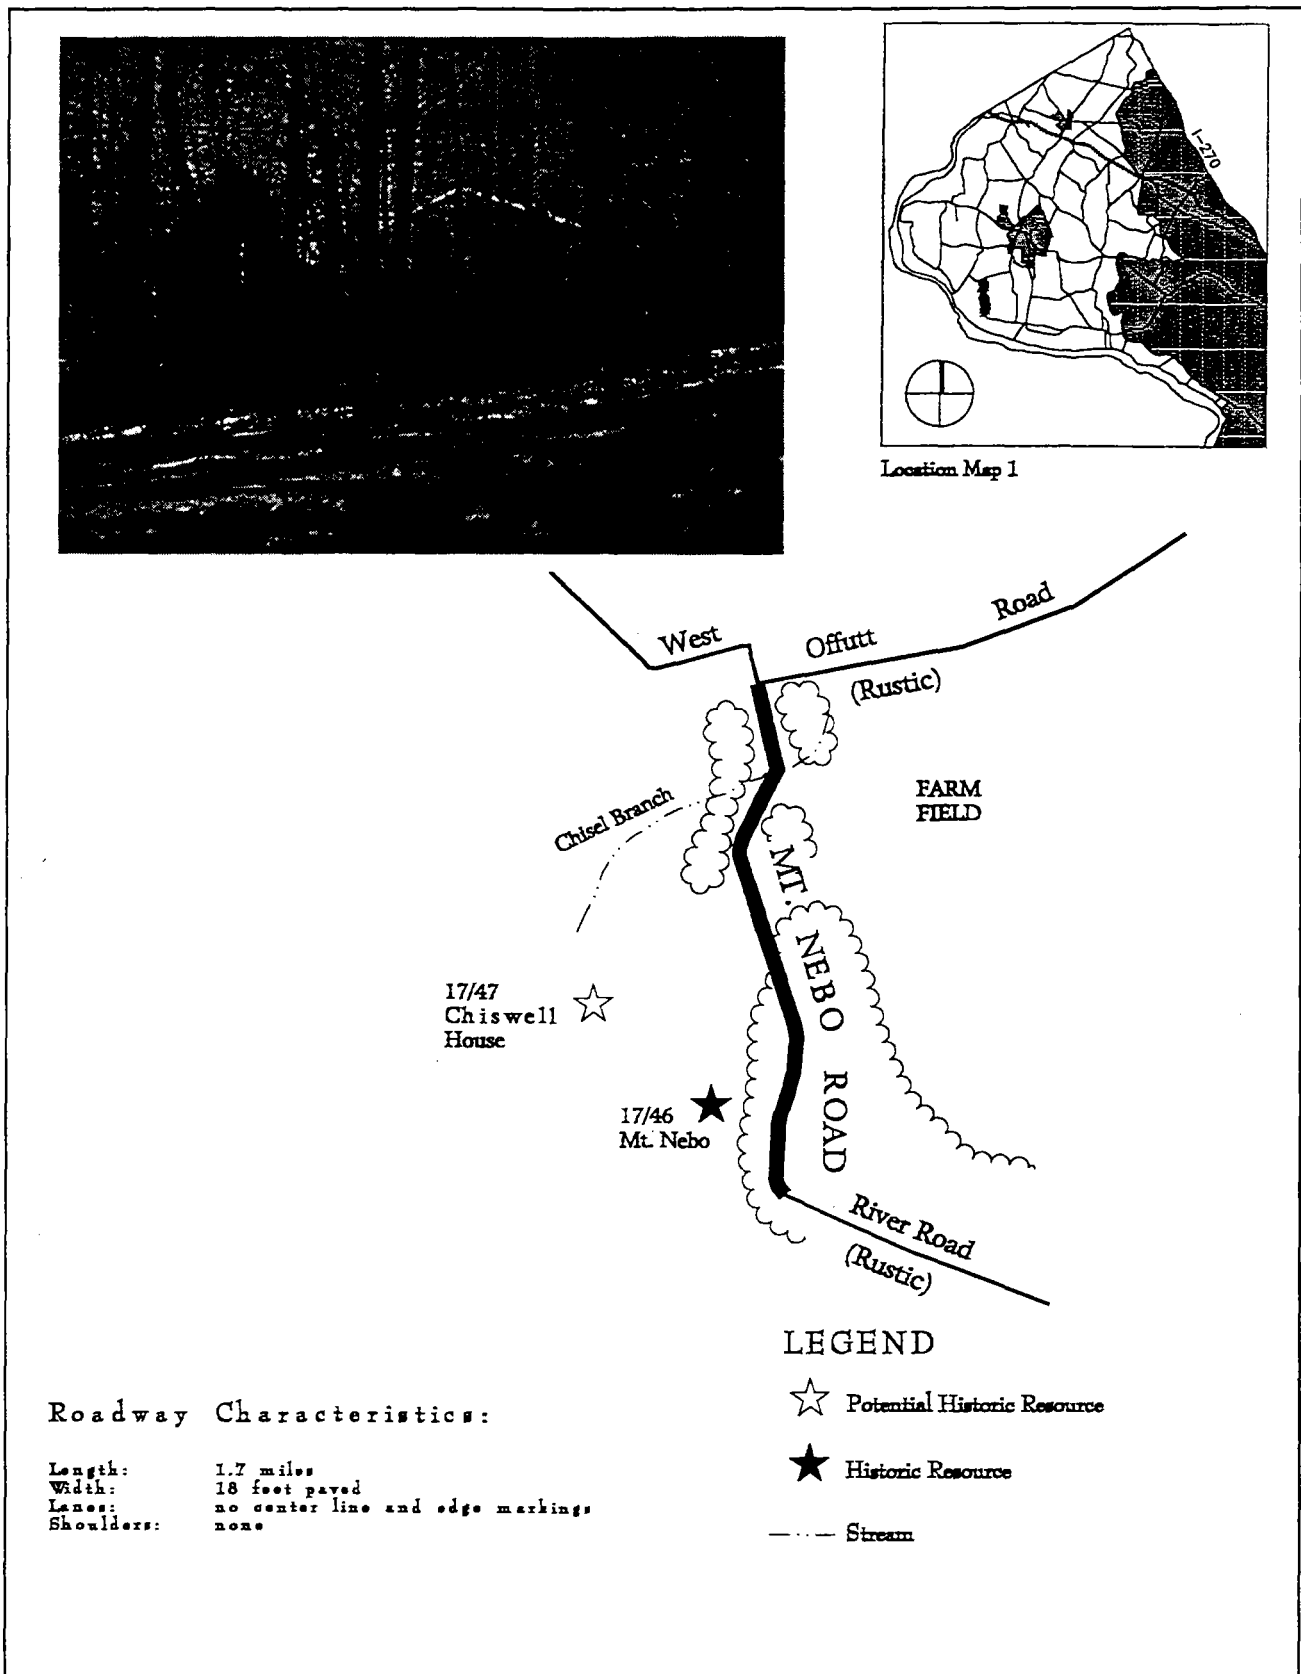 I-270
Location Map 1
West Offutt Road
(Rustic)
Chisel Branch
FARM
FIELD
MT. NEBO ROAD
17/47
Chiswell
House
17/46
Mt. Nebo
River Road
(Rustic)
LEGEND
Potential Historic Resource
Historic Resource
Stream
Roadway Characteristics:
Length: 1.7 miles
Width: 18 feet paved
Lanes: no center line and edge markings
Shoulders: none